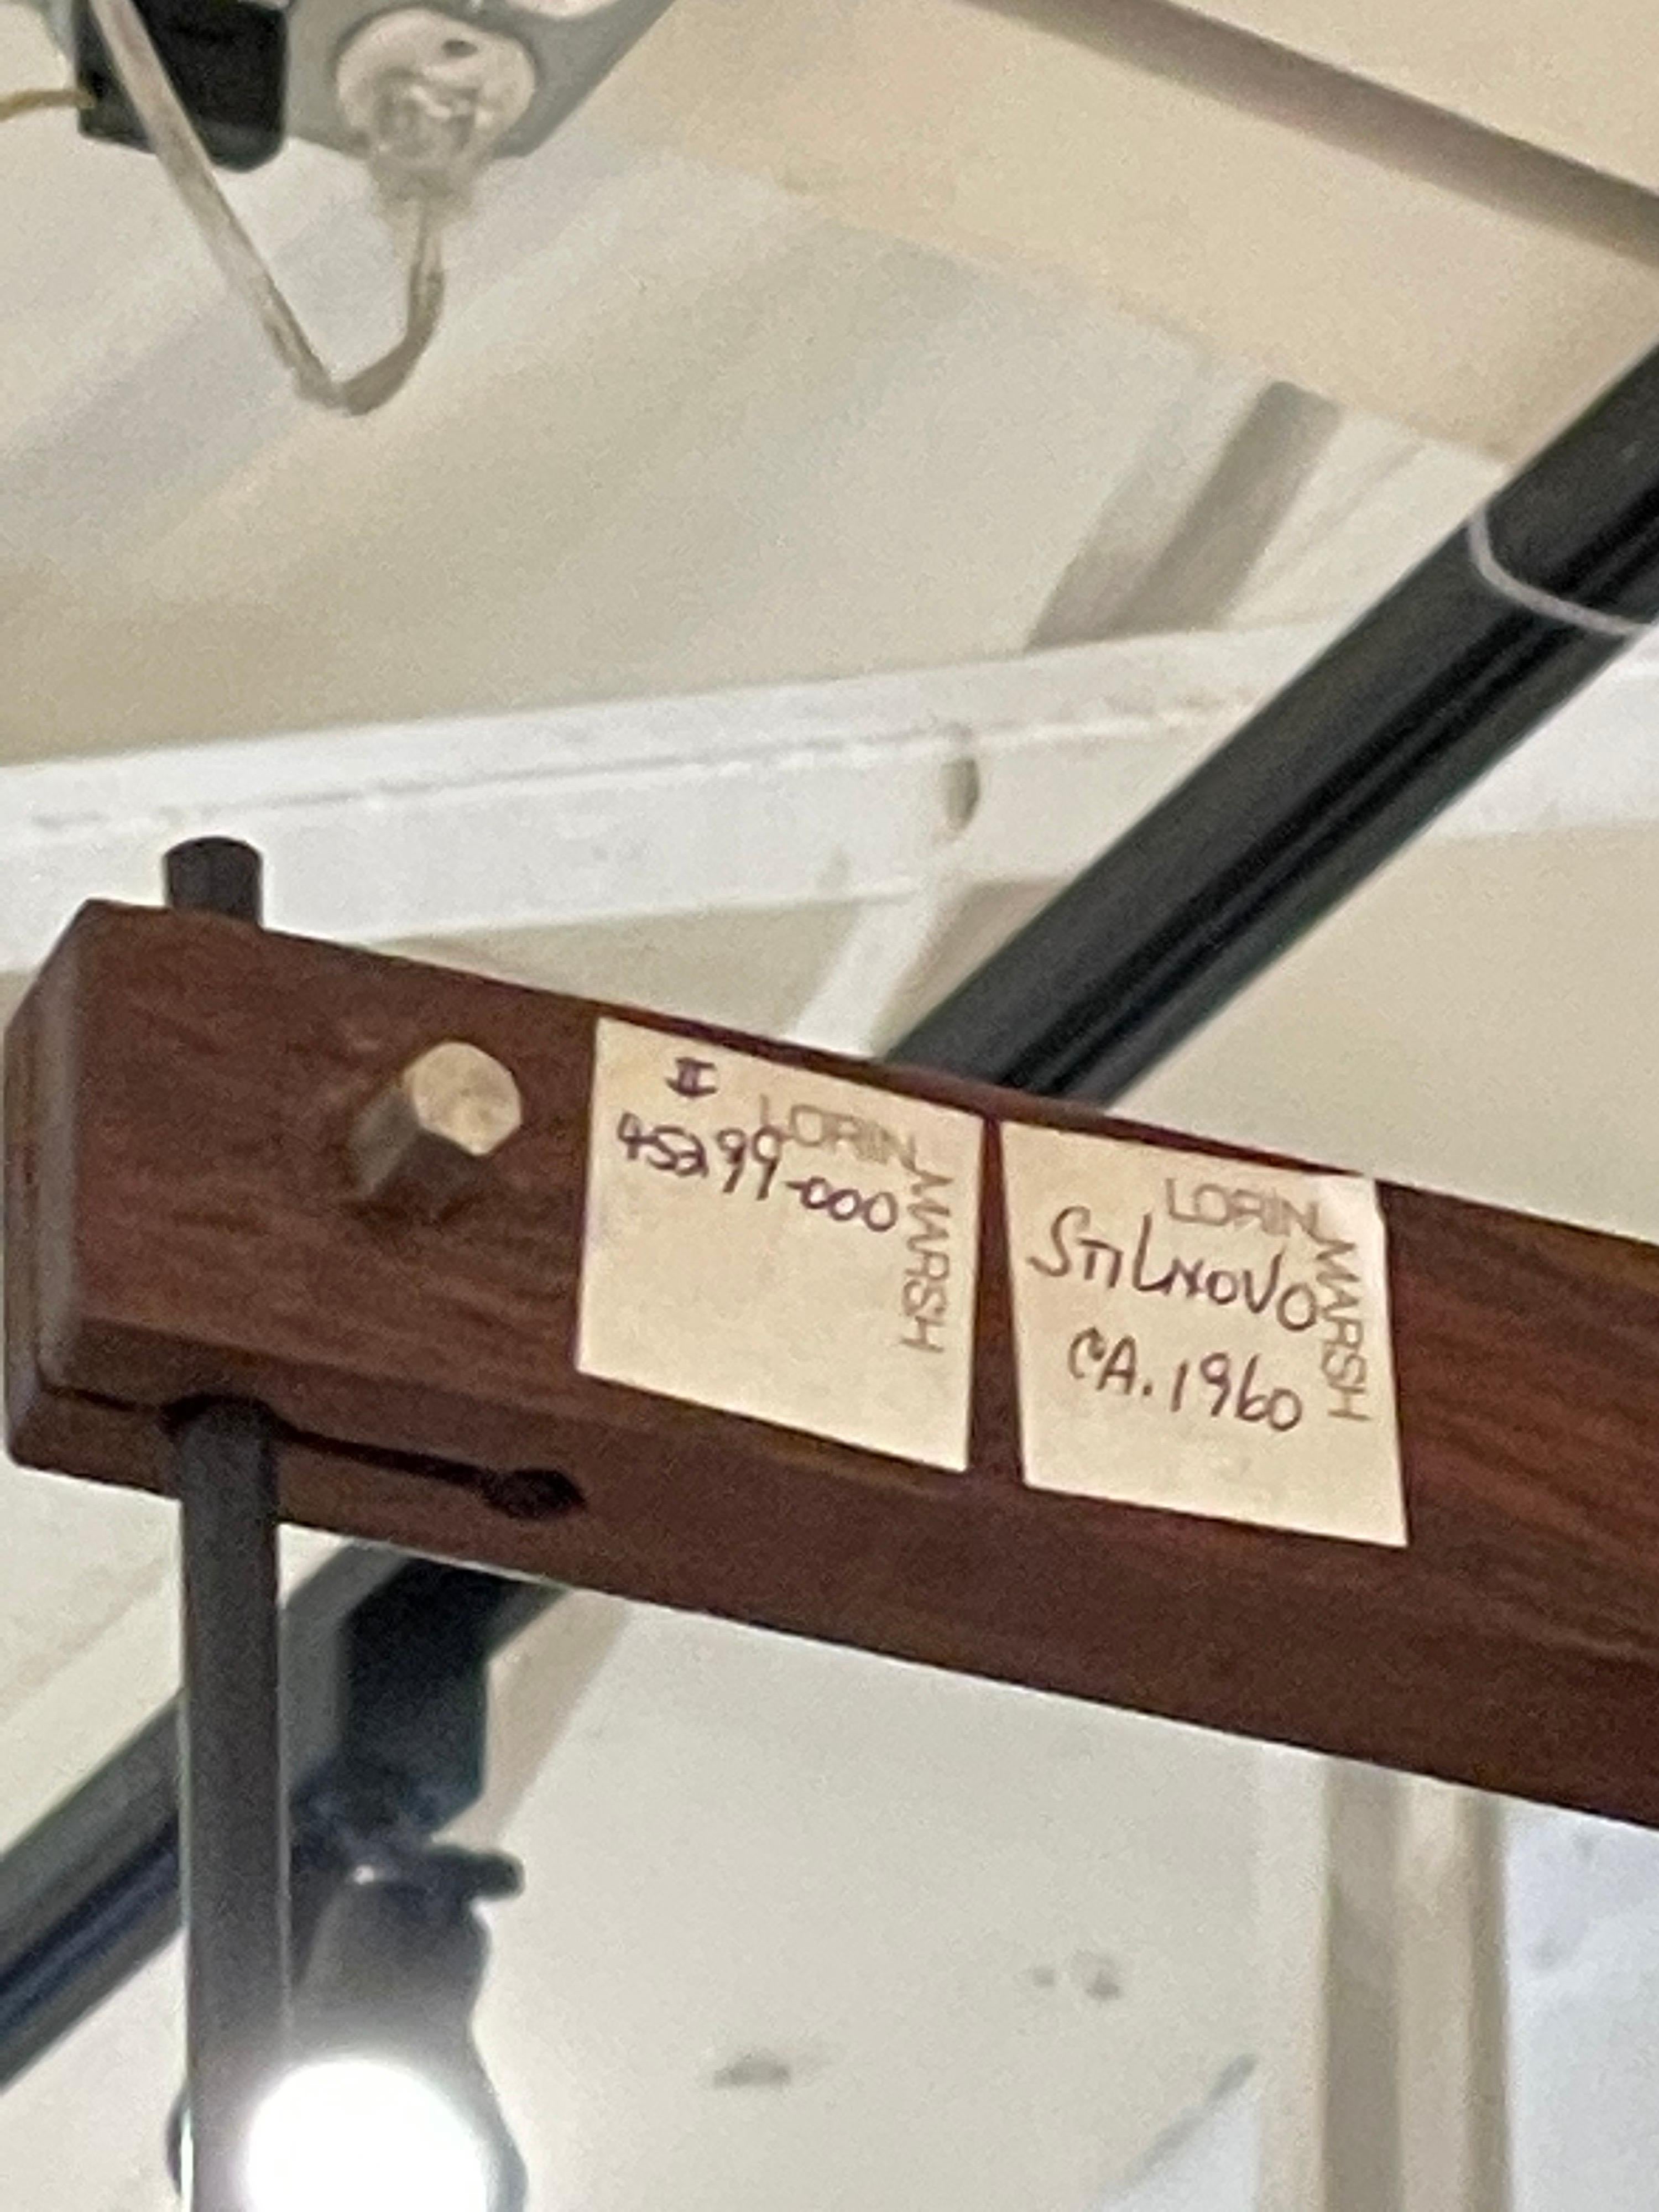 II
LORIN MARSH
45299-000
LORIN MARSH
STILNOVO
CA. 1960